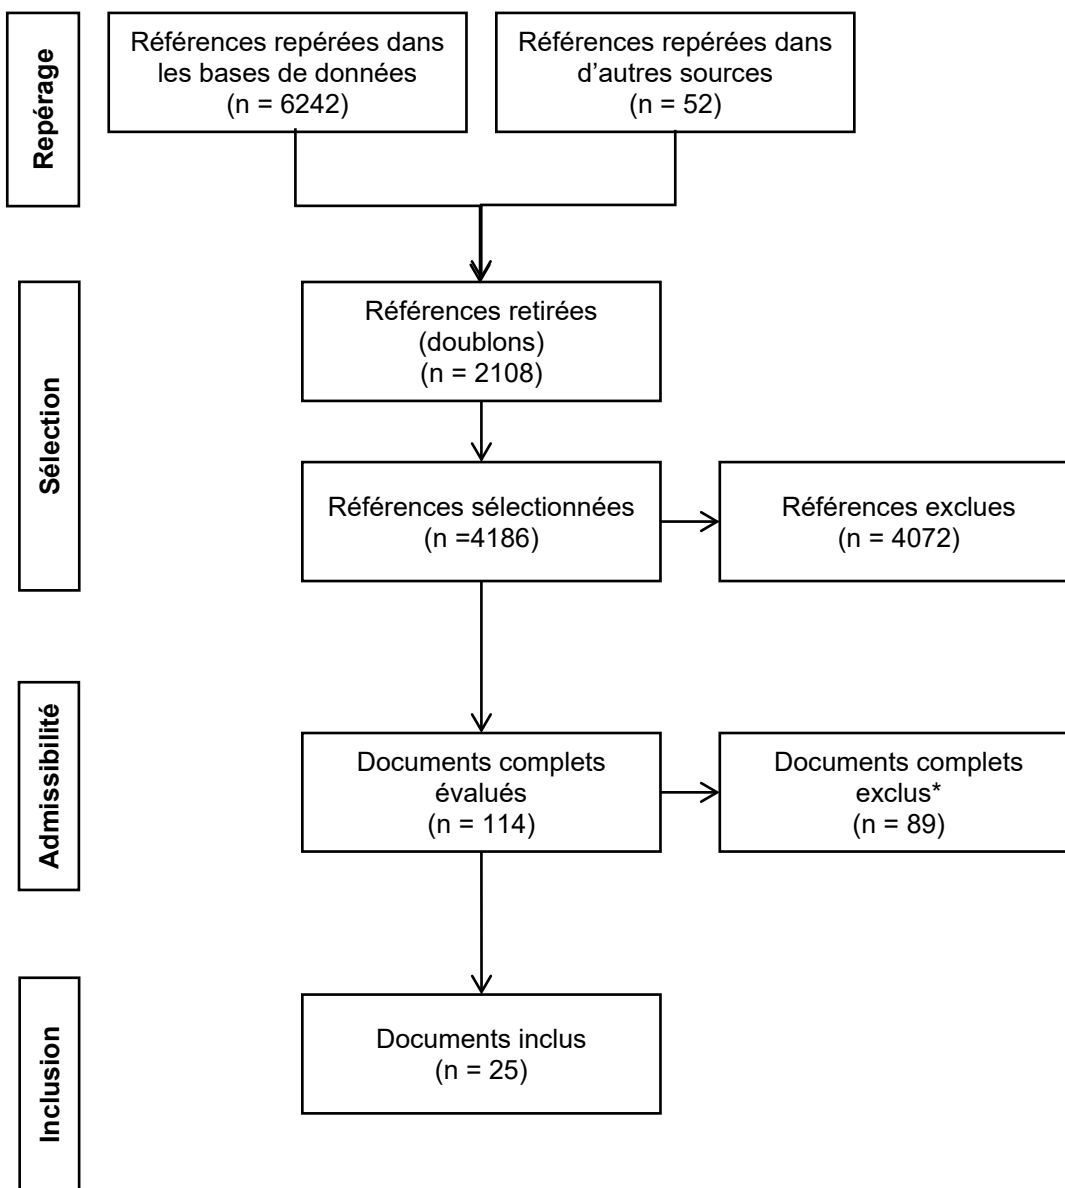 Repérage
Références repérées dans
les bases de données
(n = 6242)
Références repérées dans
d’autres sources
(n = 52)
Sélection
Références retirées
(doublons)
(n = 2108)
Références sélectionnées
(n =4186)
Références exclues
(n = 4072)
Admissibilité
Documents complets
évalués
(n = 114)
Documents complets
exclus*
(n = 89)
Inclusion
Documents inclus
(n = 25)